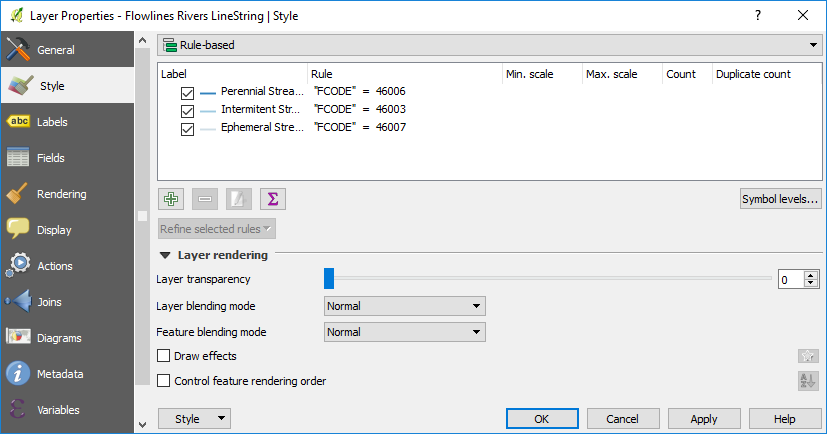 Layer Properties - Flowlines Rivers LineString | Style
?
General
Style
abc
Labels
Fields
Rendering
Display
Actions
Joins
Diagrams
Metadata
Variables
Rule-based
Label Rule Min. scale Max. scale Count Duplicate count
Perennial Strea... "FCODE" = 46006
Intermitent Str... "FCODE" = 46003
Ephemeral Stre... "FCODE" = 46007
Σ
Symbol levels...
Refine selected rules
Layer rendering
Layer transparency 0
Layer blending mode Normal
Feature blending mode Normal
Draw effects
Control feature rendering order
Style OK Cancel Apply Help